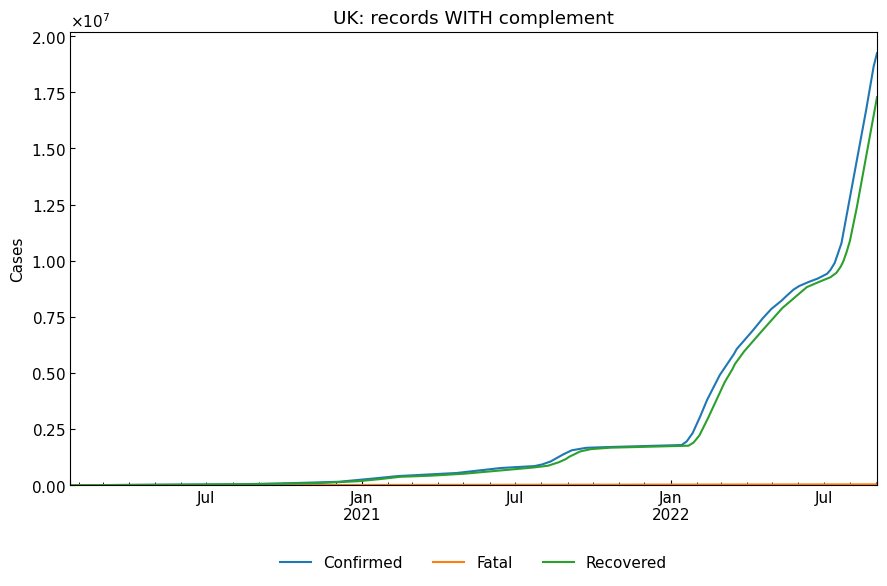 UK: records WITH complement
×10⁷
2.00
1.75
1.50
1.25
1.00
0.75
0.50
0.25
0.00
Cases
Jul
Jan
2021
Jul
Jan
2022
Jul
Confirmed
Fatal
Recovered